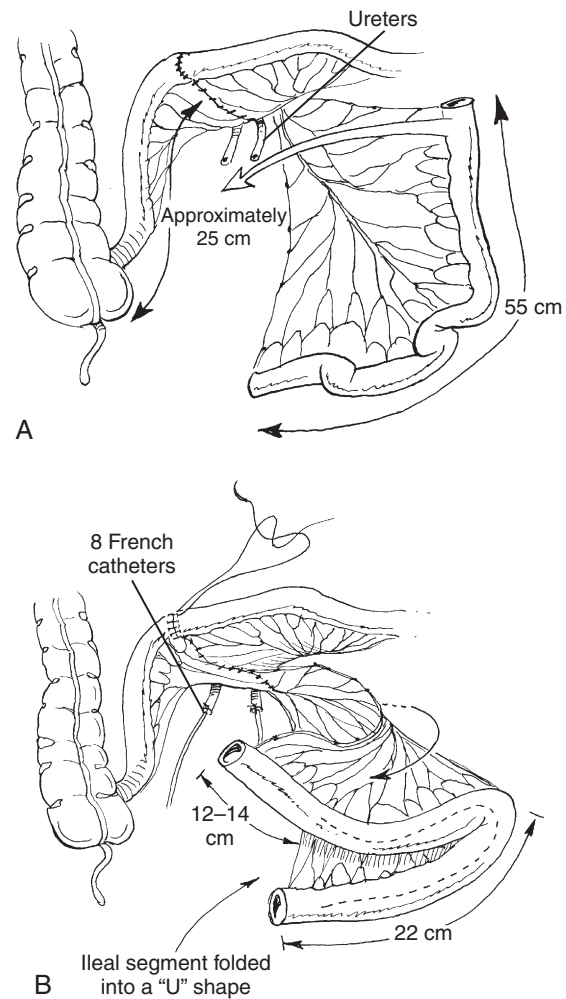 Ureters
Approximately
25 cm
55 cm
A
8 French
catheters
12–14
cm
22 cm
Ileal segment folded
into a “U” shape
B